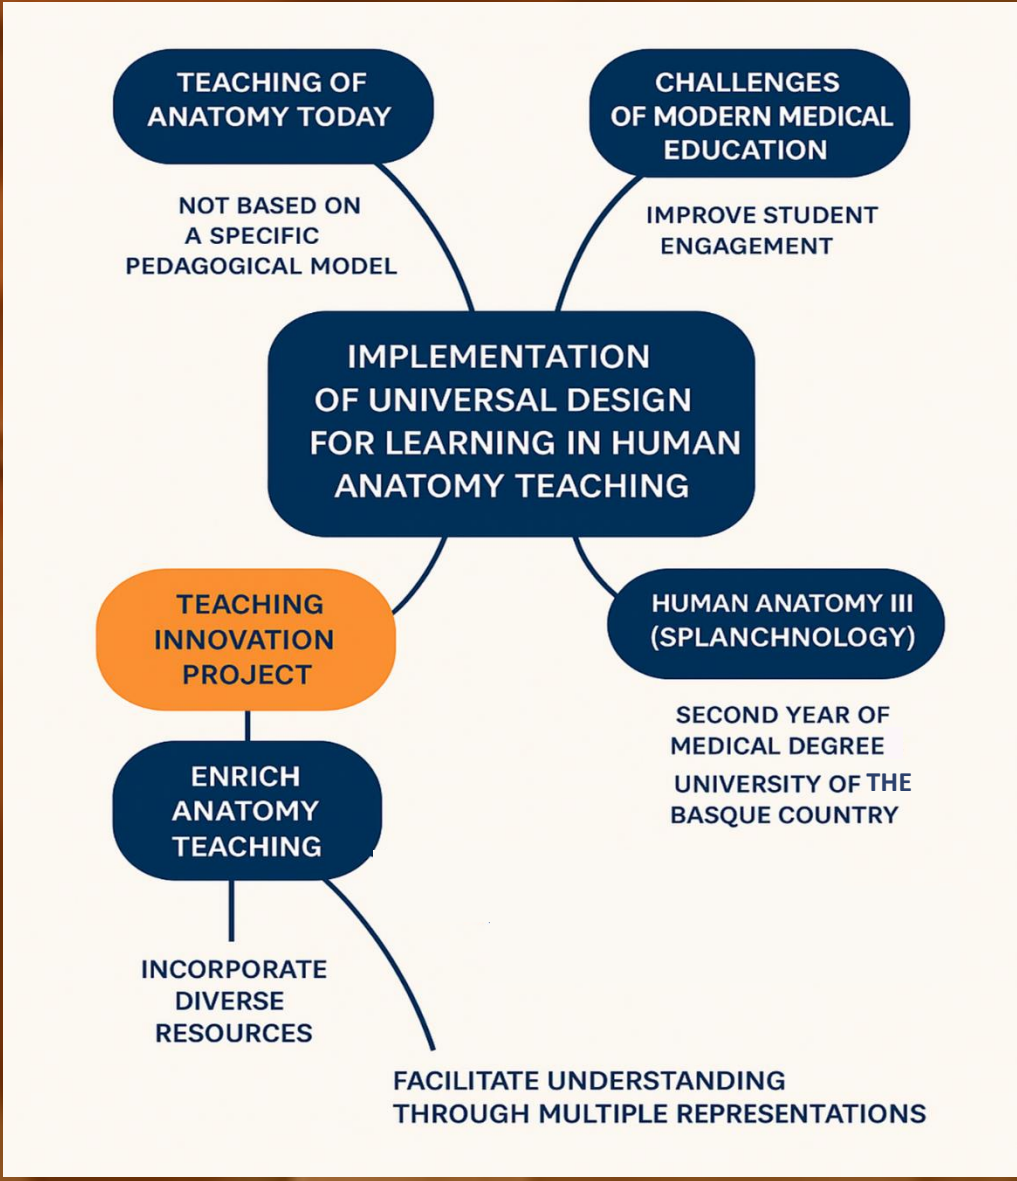 TEACHING OF
ANATOMY TODAY
NOT BASED ON
A SPECIFIC
PEDAGOGICAL MODEL
CHALLENGES
OF MODERN MEDICAL
EDUCATION
IMPROVE STUDENT
ENGAGEMENT
IMPLEMENTATION
OF UNIVERSAL DESIGN
FOR LEARNING IN HUMAN
ANATOMY TEACHING
TEACHING
INNOVATION
PROJECT
ENRICH
ANATOMY
TEACHING
INCORPORATE
DIVERSE
RESOURCES
FACILITATE UNDERSTANDING
THROUGH MULTIPLE REPRESENTATIONS
HUMAN ANATOMY III
(SPLANCHNOLOGY)
SECOND YEAR OF
MEDICAL DEGREE
UNIVERSITY OF THE
BASQUE COUNTRY